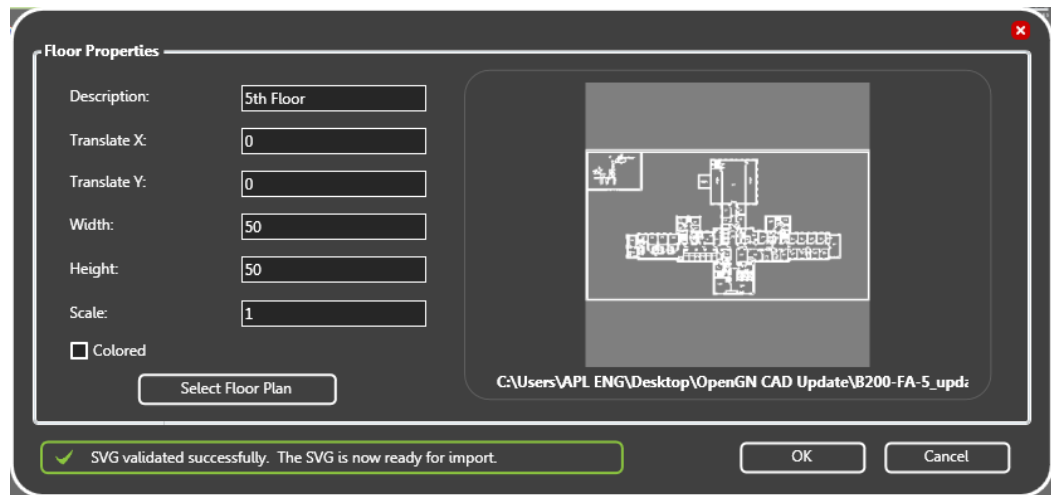 Floor Properties
Description:
5th Floor
Translate X:
0
Translate Y:
0
Width:
50
Height:
50
Scale:
1
Colored
Select Floor Plan
C:\Users\APL ENG\Desktop\OpenGN CAD Update\B200-FA-5_upda
SVG validated successfully.  The SVG is now ready for import.
OK
Cancel